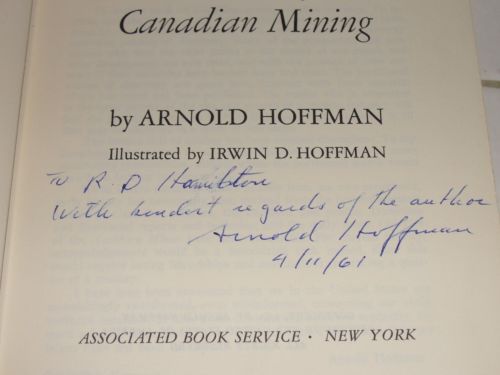 Canadian Mining
by ARNOLD HOFFMAN
Illustrated by IRWIN D. HOFFMAN
To R. D Hamilton
With kindest regards of the author
Arnold Hoffman
9/11/61
ASSOCIATED BOOK SERVICE · NEW YORK